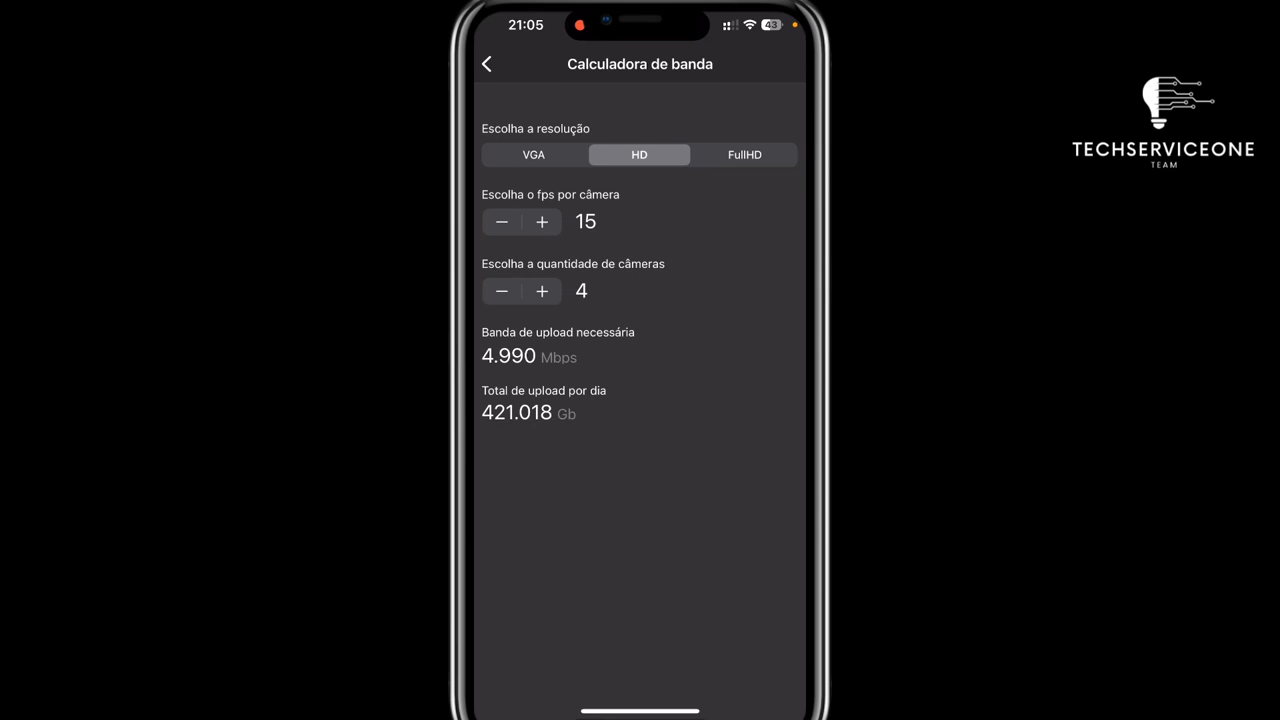 21:05
43
Calculadora de banda
Escolha a resolução
VGA HD FullHD
Escolha o fps por câmera
− + 15
Escolha a quantidade de câmeras
− + 4
Banda de upload necessária
4.990 Mbps
Total de upload por dia
421.018 Gb
TECHSERVICEONE
TEAM